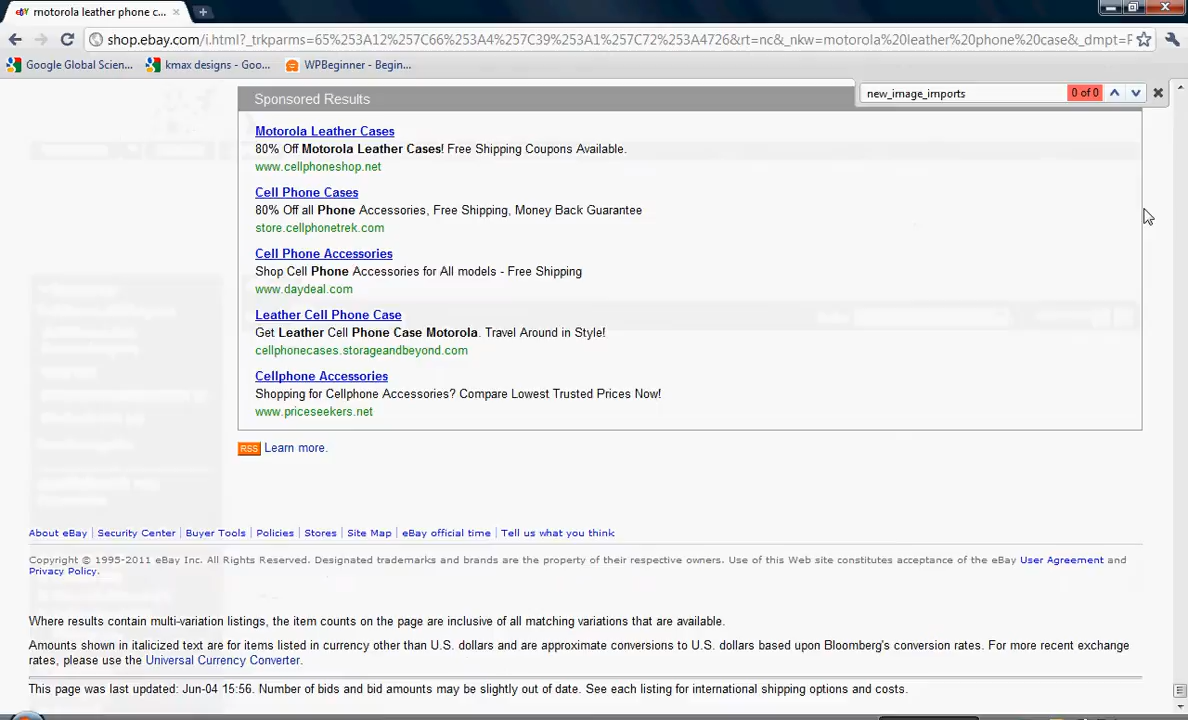 motorola leather phone c...
shop.ebay.com/i.html?_trkparms=65%253A12%257C66%253A4%257C39%253A1%257C72%253A4726&rt=nc&_nkw=motorola%20leather%20phone%20case&_dmpt=F
Google Global Scien... kmax designs - Goo... WPBeginner - Begin...
new_image_imports 0 of 0
Sponsored Results
Motorola Leather Cases
80% Off Motorola Leather Cases! Free Shipping Coupons Available.
www.cellphoneshop.net
Cell Phone Cases
80% Off all Phone Accessories, Free Shipping, Money Back Guarantee
store.cellphonetrek.com
Cell Phone Accessories
Shop Cell Phone Accessories for All models - Free Shipping
www.daydeal.com
Leather Cell Phone Case
Get Leather Cell Phone Case Motorola. Travel Around in Style!
cellphonecases.storageandbeyond.com
Cellphone Accessories
Shopping for Cellphone Accessories? Compare Lowest Trusted Prices Now!
www.priceseekers.net
RSS Learn more.
About eBay | Security Center | Buyer Tools | Policies | Stores | Site Map | eBay official time | Tell us what you think
Copyright © 1995-2011 eBay Inc. All Rights Reserved. Designated trademarks and brands are the property of their respective owners. Use of this Web site constitutes acceptance of the eBay User Agreement and
Privacy Policy.
Where results contain multi-variation listings, the item counts on the page are inclusive of all matching variations that are available.
Amounts shown in italicized text are for items listed in currency other than U.S. dollars and are approximate conversions to U.S. dollars based upon Bloomberg's conversion rates. For more recent exchange
rates, please use the Universal Currency Converter.
This page was last updated: Jun-04 15:56. Number of bids and bid amounts may be slightly out of date. See each listing for international shipping options and costs.